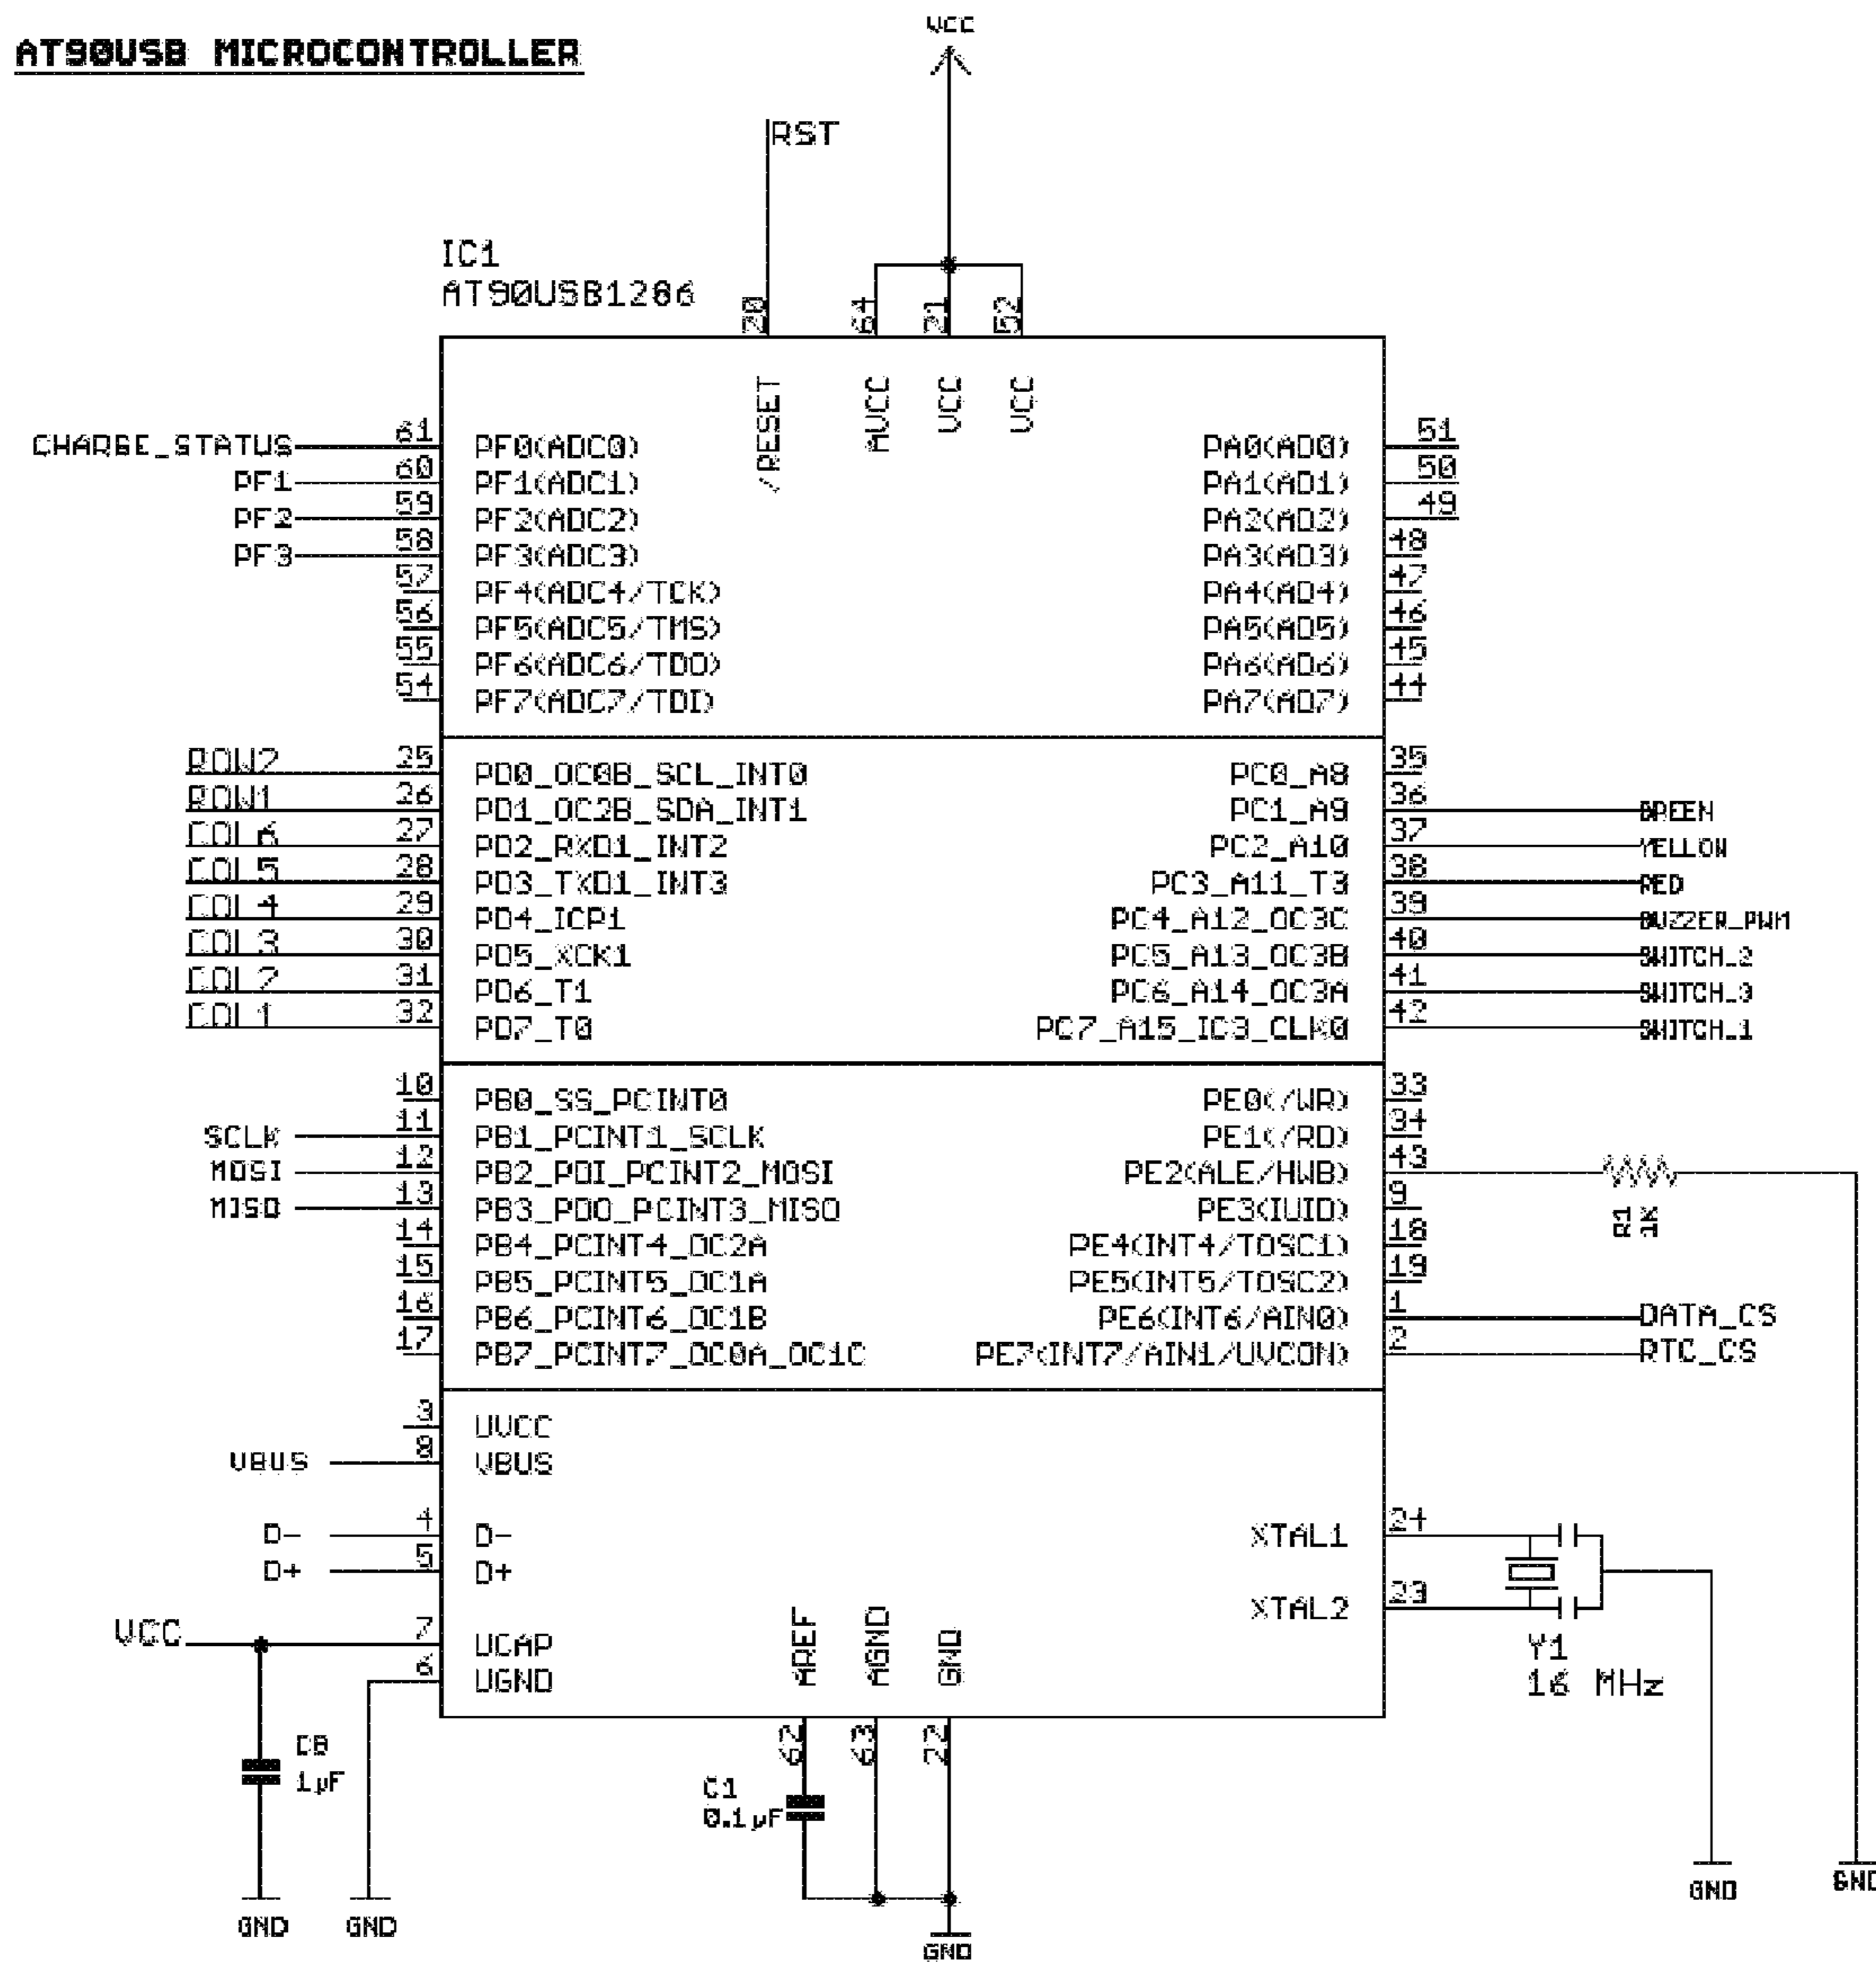 AT90USB MICROCONTROLLER
VCC
RST
IC1
AT90USB1286
20
64
21
52
/RESET
AVCC
VCC
VCC
CHARGE_STATUS 61 PF0(ADC0)
PF1 60 PF1(ADC1)
PF2 59 PF2(ADC2)
PF3 58 PF3(ADC3)
57 PF4(ADC4/TCK)
56 PF5(ADC5/TMS)
55 PF6(ADC6/TDO)
54 PF7(ADC7/TDI)
PA0(AD0) 51
PA1(AD1) 50
PA2(AD2) 49
PA3(AD3) 48
PA4(AD4) 47
PA5(AD5) 46
PA6(AD6) 45
PA7(AD7) 44
ROW2 25 PD0_OC0B_SCL_INT0
ROW1 26 PD1_OC2B_SDA_INT1
COL6 27 PD2_RXD1_INT2
COL5 28 PD3_TXD1_INT3
COL4 29 PD4_ICP1
COL3 30 PD5_XCK1
COL2 31 PD6_T1
COL1 32 PD7_T0
PC0_A8 35
PC1_A9 36 GREEN
PC2_A10 37 YELLOW
PC3_A11_T3 38 RED
PC4_A12_OC3C 39 BUZZER_PWM
PC5_A13_OC3B 40 SWITCH_2
PC6_A14_OC3A 41 SWITCH_3
PC7_A15_IC3_CLK0 42 SWITCH_1
10 PB0_SS_PCINT0
SCLK 11 PB1_PCINT1_SCLK
MOSI 12 PB2_PDI_PCINT2_MOSI
MISO 13 PB3_PDO_PCINT3_MISO
14 PB4_PCINT4_OC2A
15 PB5_PCINT5_OC1A
16 PB6_PCINT6_OC1B
17 PB7_PCINT7_OC0A_OC1C
PE0(/WR) 33
PE1(/RD) 34
PE2(ALE/HWB) 43
PE3(IUID) 9
PE4(INT4/TOSC1) 18
PE5(INT5/TOSC2) 19
PE6(INT6/AIN0) 1 DATA_CS
PE7(INT7/AIN1/UVCON) 2 RTC_CS
R1
1K
3 UVCC
VBUS 8 VBUS
D- 4 D-
D+ 5 D+
VCC 7 UCAP
6 UGND
XTAL1 24
XTAL2 23
Y1
16 MHz
AREF
AGND
GND
62
63
22
C8
1µF
C1
0.1µF
GND
GND
GND
GND
GND